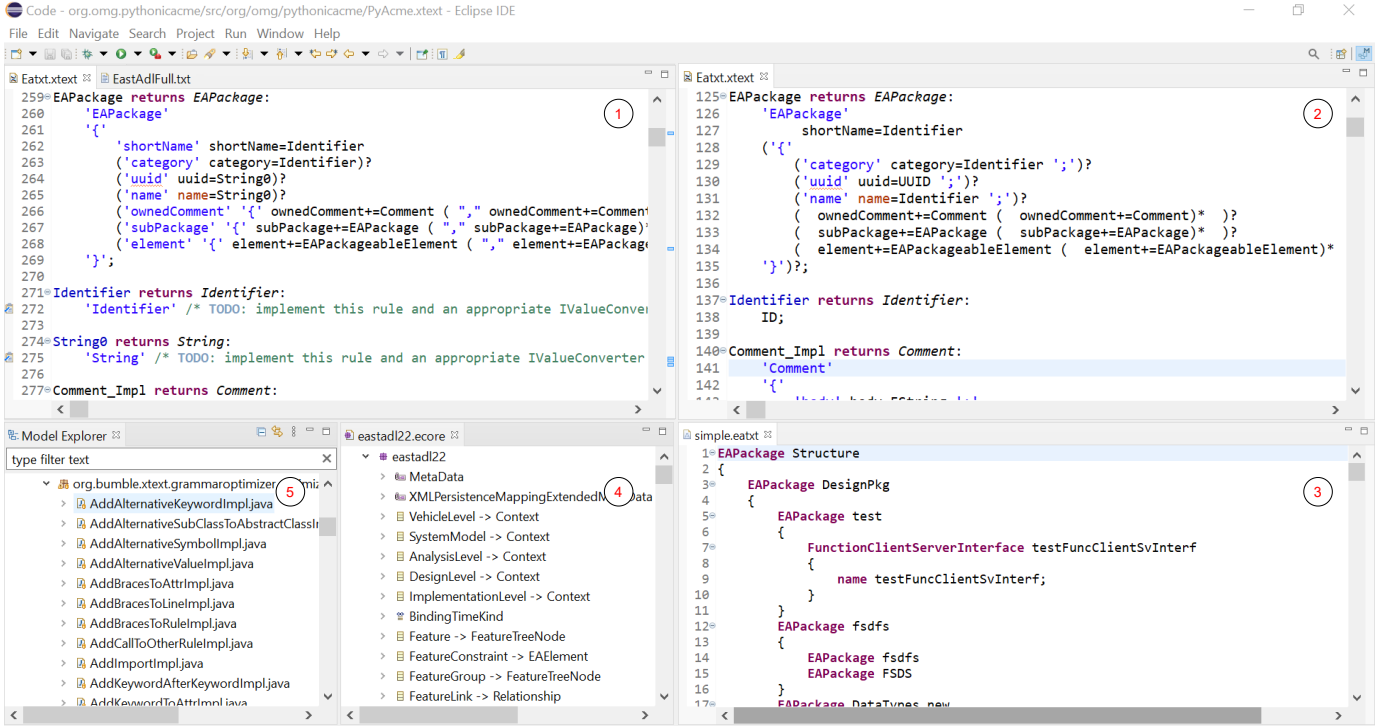 Code - org.omg.pythonicacme/src/org/omg/pythonicacme/PyAcme.xtext - Eclipse IDE
File Edit Navigate Search Project Run Window Help
Eatxt.xtext EastAdlFull.txt
259 EAPackage returns EAPackage:
260 'EAPackage'
261 '{'
262 'shortName' shortName=Identifier
263 ('category' category=Identifier)?
264 ('uuid' uuid=String0)?
265 ('name' name=String0)?
266 ('ownedComment' '{' ownedComment+=Comment ( "," ownedComment+=Comment
267 ('subPackage' '{' subPackage+=EAPackage ( "," subPackage+=EAPackage)*
268 ('element' '{' element+=EAPackageableElement ( "," element+=EAPackage
269 '}';
270
271 Identifier returns Identifier:
272 'Identifier' /* TODO: implement this rule and an appropriate IValueConver
273
274 String0 returns String:
275 'String' /* TODO: implement this rule and an appropriate IValueConverter
276
277 Comment_Impl returns Comment:
1
Eatxt.xtext
125 EAPackage returns EAPackage:
126 'EAPackage'
127 shortName=Identifier
128 ('{'
129 ('category' category=Identifier ';')?
130 ('uuid' uuid=UUID ';')?
131 ('name' name=Identifier ';')?
132 ( ownedComment+=Comment ( ownedComment+=Comment)* )?
133 ( subPackage+=EAPackage ( subPackage+=EAPackage)* )?
134 ( element+=EAPackageableElement ( element+=EAPackageableElement)*
135 '}')?;
136
137 Identifier returns Identifier:
138 ID;
139
140 Comment_Impl returns Comment:
141 'Comment'
142 '{'
2
Model Explorer
type filter text
org.bumble.xtext.grammaroptimizer
AddAlternativeKeywordImpl.java
AddAlternativeSubClassToAbstractClassIr
AddAlternativeSymbolImpl.java
AddAlternativeValueImpl.java
AddBracesToAttrImpl.java
AddBracesToLineImpl.java
AddBracesToRuleImpl.java
AddCallToOtherRuleImpl.java
AddImportImpl.java
AddKeywordAfterKeywordImpl.java
AddKeywordToAttrImpl.java
5
eastadl22.ecore
eastadl22
MetaData
XMLPersistenceMappingExtendedM data
VehicleLevel -> Context
SystemModel -> Context
AnalysisLevel -> Context
DesignLevel -> Context
ImplementationLevel -> Context
BindingTimeKind
Feature -> FeatureTreeNode
FeatureConstraint -> EAElement
FeatureGroup -> FeatureTreeNode
FeatureLink -> Relationship
4
simple.eatxt
1 EAPackage Structure
2 {
3 EAPackage DesignPkg
4 {
5 EAPackage test
6 {
7 FunctionClientServerInterface testFuncClientSvInterf
8 {
9 name testFuncClientSvInterf;
10 }
11 }
12 EAPackage fsdfs
13 {
14 EAPackage fsdfs
15 EAPackage FSDS
16 }
17 EAPackage DataTypes_new
3